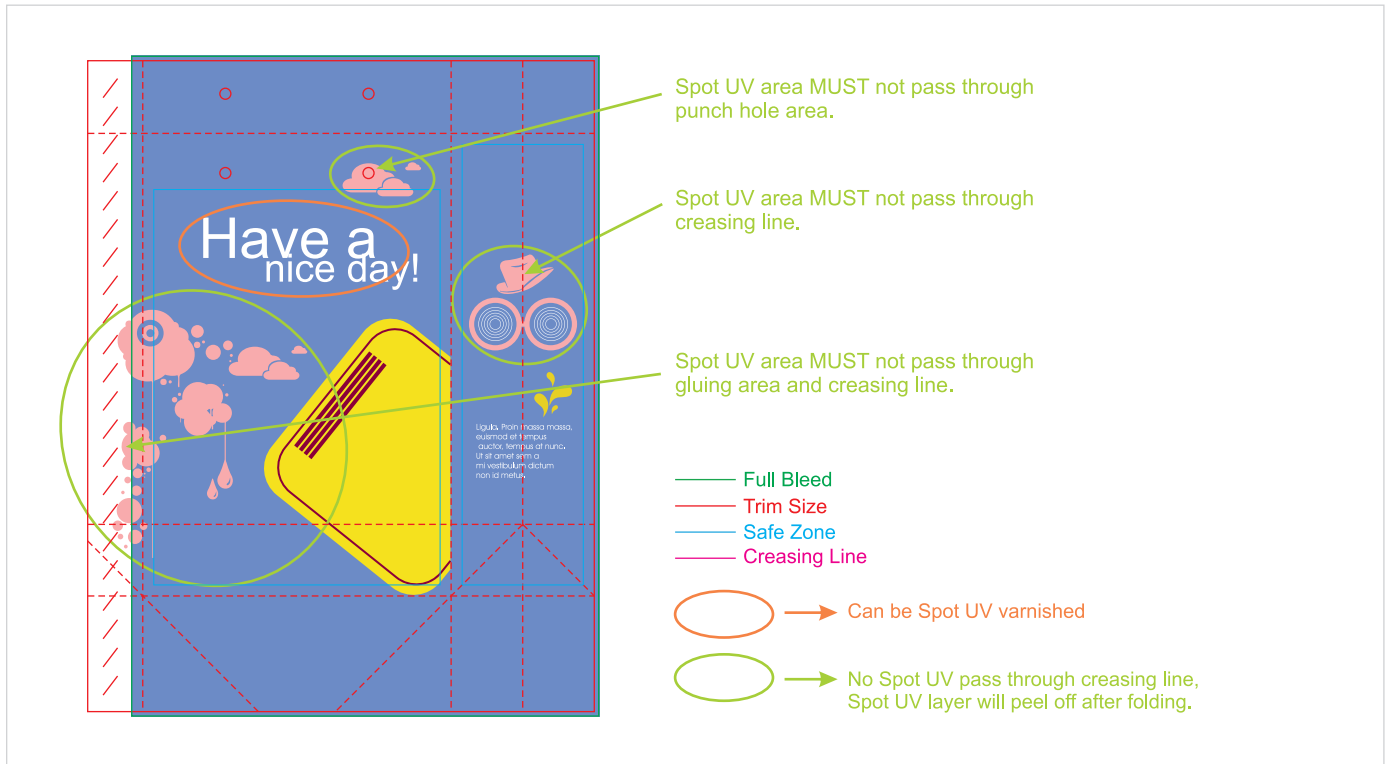 Spot UV area MUST not pass through
punch hole area.
Spot UV area MUST not pass through
creasing line.
Have a
nice day!
Spot UV area MUST not pass through
gluing area and creasing line.
Ligula. Proin massa massa,
euismod et tempus
auctor, tempus at nunc.
Ut sit amet sem a
mi vestibulum dictum
non id metus.
Full Bleed
Trim Size
Safe Zone
Creasing Line
Can be Spot UV varnished
No Spot UV pass through creasing line,
Spot UV layer will peel off after folding.